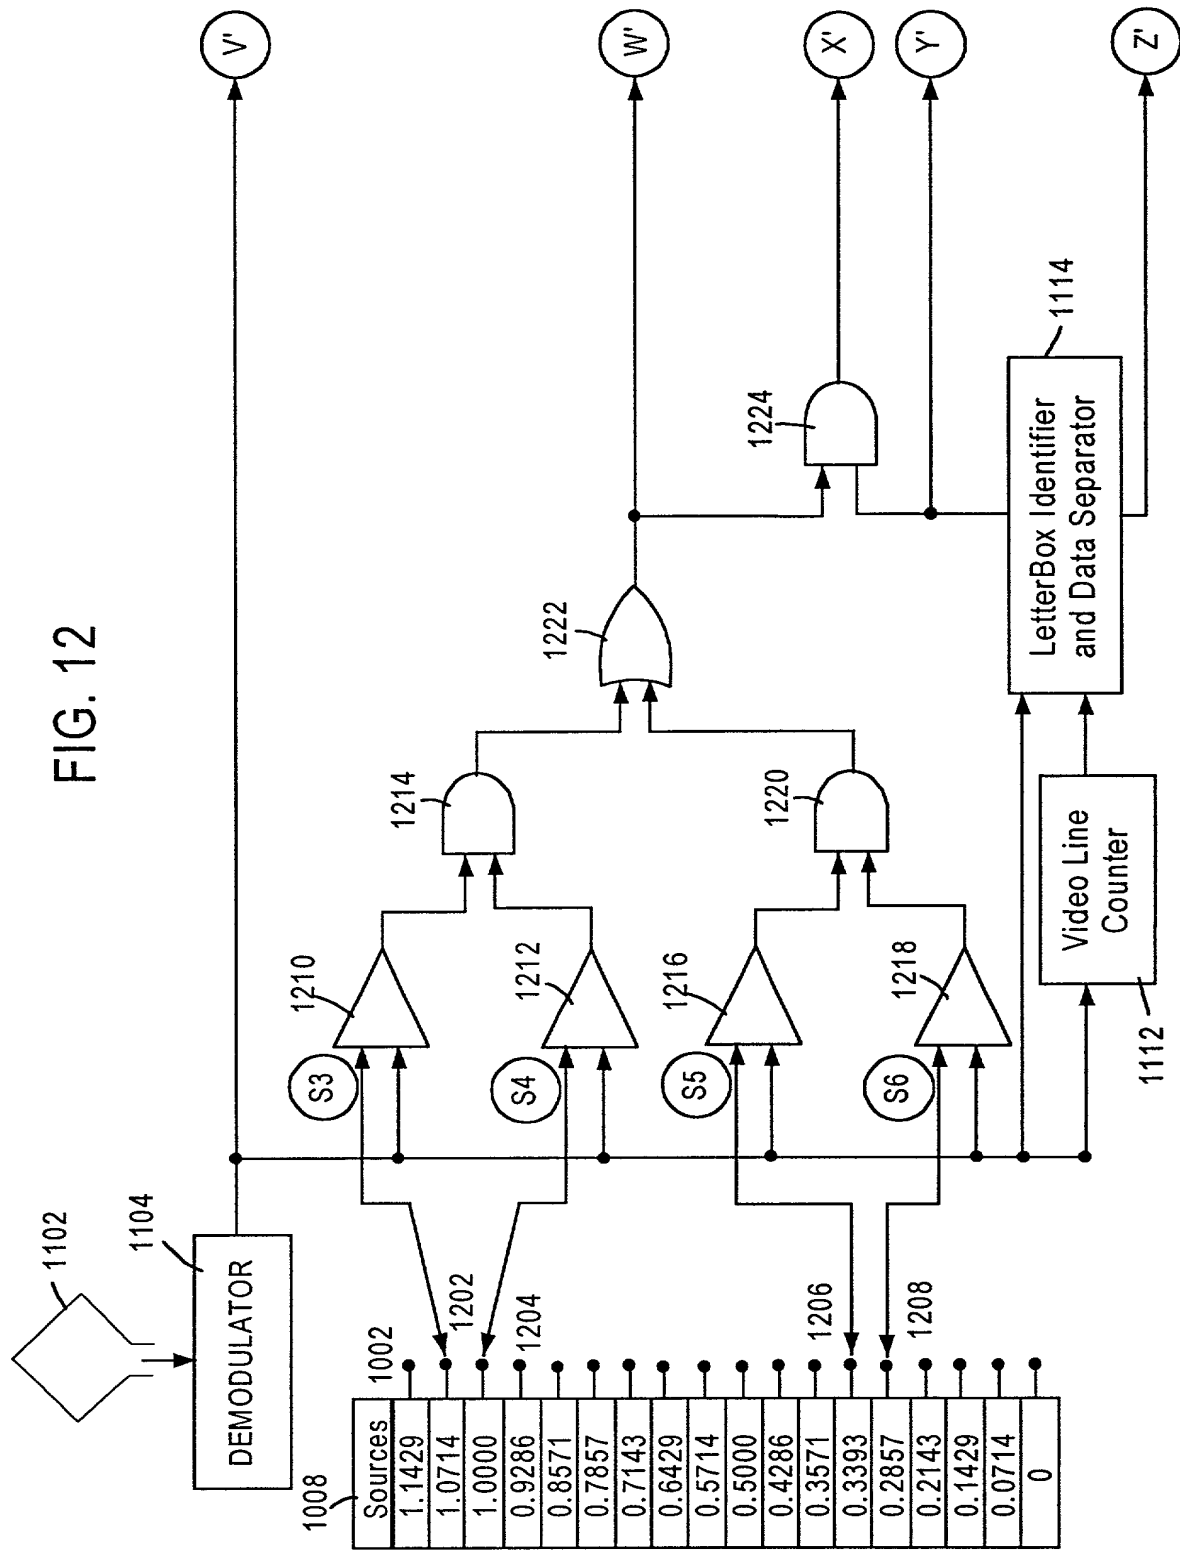 FIG. 12
1102
1104
DEMODULATOR
V'
1008
Sources
1002
1.1429
1.0714
1.0000
0.9286
0.8571
0.7857
0.7143
0.6429
0.5714
0.5000
0.4286
0.3571
0.3393
0.2857
0.2143
0.1429
0.0714
0
1202
1204
1206
1208
S3
S4
S5
S6
1210
1212
1216
1218
1214
1220
1222
1224
W'
X'
Y'
Z'
Video Line
Counter
1112
LetterBox Identifier
and Data Separator
1114